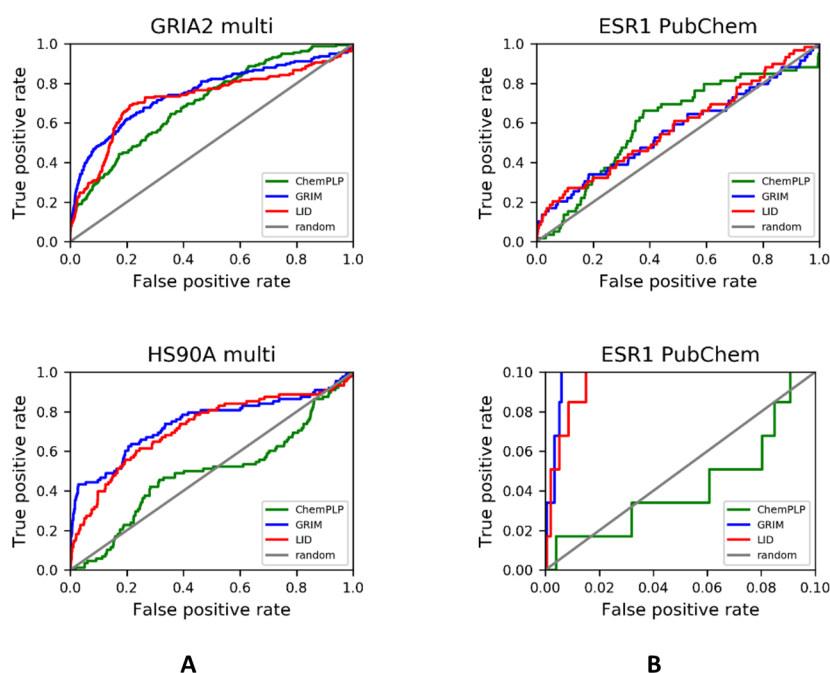 GRIA2 multi
True positive rate
1.0
0.8
0.6
0.4
0.2
0.0
ChemPLP
GRIM
LID
random
0.0 0.2 0.4 0.6 0.8 1.0
False positive rate
ESR1 PubChem
True positive rate
1.0
0.8
0.6
0.4
0.2
0.0
ChemPLP
GRIM
LID
random
0.0 0.2 0.4 0.6 0.8 1.0
False positive rate
HS90A multi
True positive rate
1.0
0.8
0.6
0.4
0.2
0.0
ChemPLP
GRIM
LID
random
0.0 0.2 0.4 0.6 0.8 1.0
False positive rate
ESR1 PubChem
True positive rate
0.10
0.08
0.06
0.04
0.02
0.00
ChemPLP
GRIM
LID
random
0.00 0.02 0.04 0.06 0.08 0.10
False positive rate
A
B